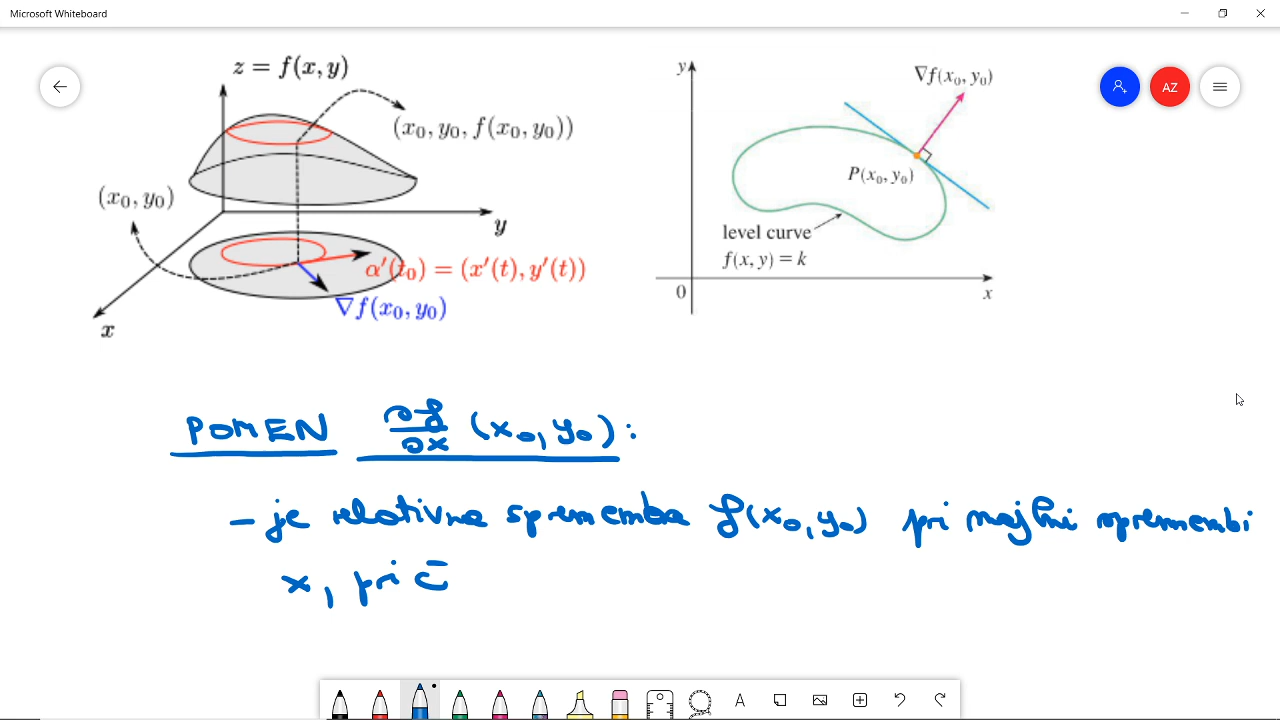 Microsoft Whiteboard
z = f(x, y)
(x₀, y₀, f(x₀, y₀))
(x₀, y₀)
y
α′(t₀) = (x′(t), y′(t))
∇f(x₀, y₀)
x
y
∇f(x₀, y₀)
P(x₀, y₀)
level curve
f(x, y) = k
0
x
AZ
POMEN ∂f/∂x (x₀, y₀):
- je relativna sprememba f(x₀, y₀) pri majhni spremembi
x, pri č
A